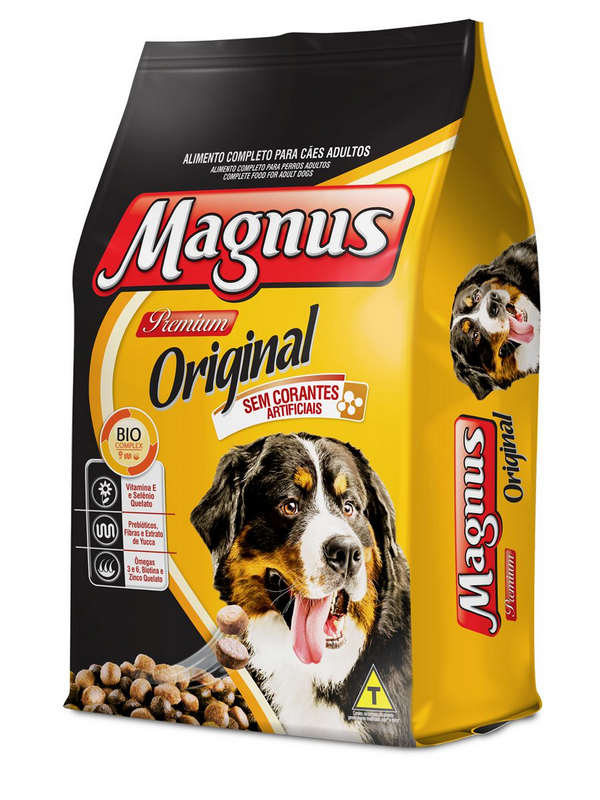 ALIMENTO COMPLETO PARA CÃES ADULTOS
ALIMENTO COMPLETO PARA PERROS ADULTOS
COMPLETE FOOD FOR ADULT DOGS
Magnus
Premium
Original
SEM CORANTES
ARTIFICIAIS
BIO
COMPLEX
Vitamina E
e Selênio
Quelato
Prebióticos,
Fibras e Extrato
de Yucca
Ômegas
3 e 6, Biotina e
Zinco Quelato
T
Magnus
Premium
Original